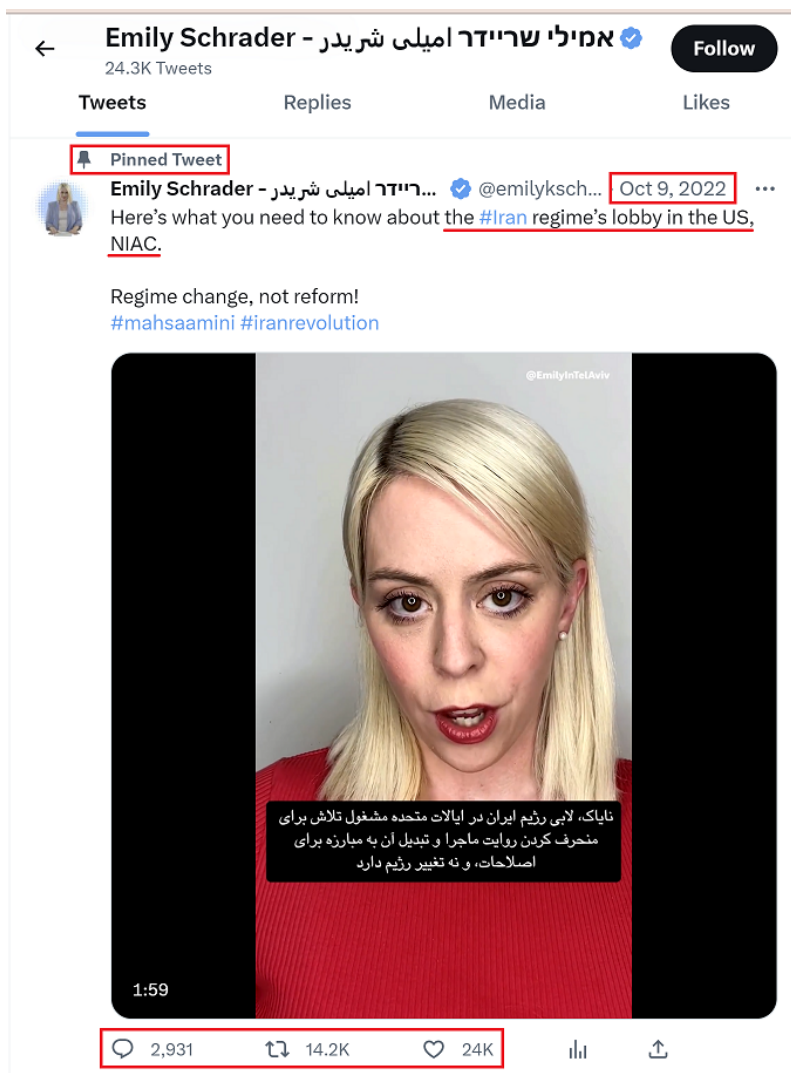 Emily Schrader - אמילי שריידר امیلی شریدر
24.3K Tweets
Follow
Tweets Replies Media Likes
Pinned Tweet
Emily Schrader - ריידר امیلی شریدر... @emilyksch... · Oct 9, 2022
Here's what you need to know about the #Iran regime's lobby in the US,
NIAC.
Regime change, not reform!
#mahsaamini #iranrevolution
@EmilyInTelAviv
نایاک، لابی رژیم ایران در ایالات متحده مشغول تلاش برای
منحرف کردن روایت ماجرا و تبدیل آن به مبارزه برای
اصلاحات، و نه تغییر رژیم دارد
1:59
2,931 14.2K 24K